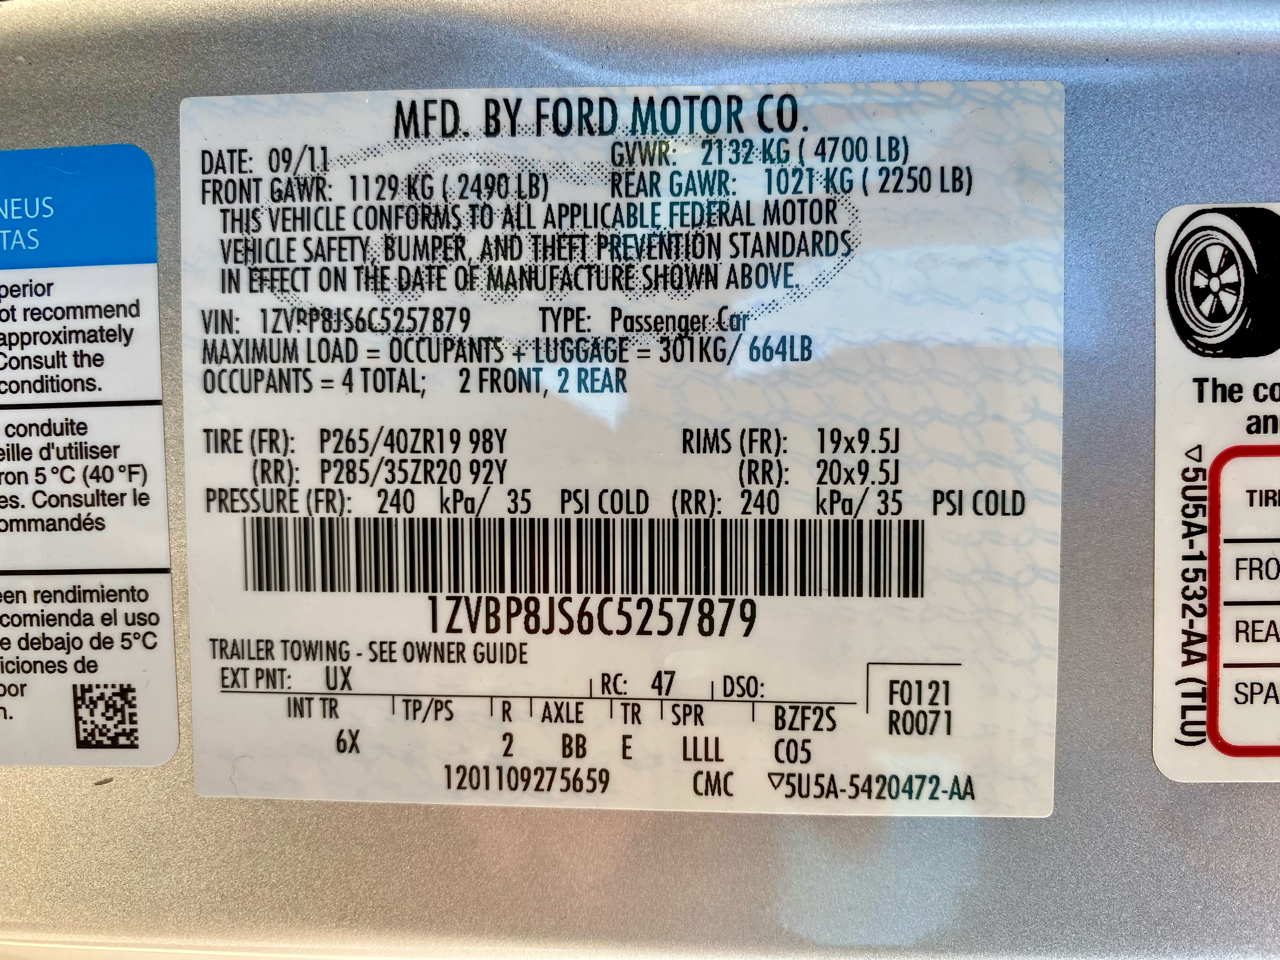 NEUS
TAS
perior
ot recommend
approximately
Consult the
conditions.
conduite
eille d'utiliser
ron 5 °C (40 °F)
es. Consulter le
ommandés
een rendimiento
comienda el uso
e debajo de 5°C
iciones de
por
n.
MFD. BY FORD MOTOR CO.
DATE: 09/11 GVWR: 2132 KG ( 4700 LB)
FRONT GAWR: 1129 KG ( 2490 LB) REAR GAWR: 1021 KG ( 2250 LB)
THIS VEHICLE CONFORMS TO ALL APPLICABLE FEDERAL MOTOR
VEHICLE SAFETY, BUMPER, AND THEFT PREVENTION STANDARDS
IN EFFECT ON THE DATE OF MANUFACTURE SHOWN ABOVE.
VIN: 1ZVBP8JS6C5257879 TYPE: Passenger Car
MAXIMUM LOAD = OCCUPANTS + LUGGAGE = 301KG/ 664LB
OCCUPANTS = 4 TOTAL; 2 FRONT, 2 REAR
TIRE (FR): P265/40ZR19 98Y RIMS (FR): 19x9.5J
(RR): P285/35ZR20 92Y (RR): 20x9.5J
PRESSURE (FR): 240 kPa/ 35 PSI COLD (RR): 240 kPa/ 35 PSI COLD
1ZVBP8JS6C5257879
TRAILER TOWING - SEE OWNER GUIDE
EXT PNT: UX RC: 47 DSO: F0121
INT TR TP/PS R AXLE TR SPR BZF2S R0071
6X 2 BB E LLLL C05
1201109275659 CMC ▽5U5A-5420472-AA
The co
an
▽5U5A-1532-AA (TLU)
TIR
FRO
REA
SPA